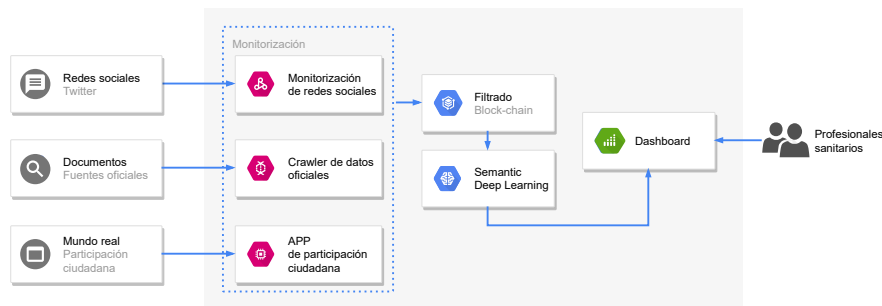 Monitorización
Redes sociales
Twitter
Monitorización
de redes sociales
Filtrado
Block-chain
Documentos
Fuentes oficiales
Crawler de datos
oficiales
Semantic
Deep Learning
Dashboard
Profesionales
sanitarios
Mundo real
Participación
ciudadana
APP
de participación
ciudadana